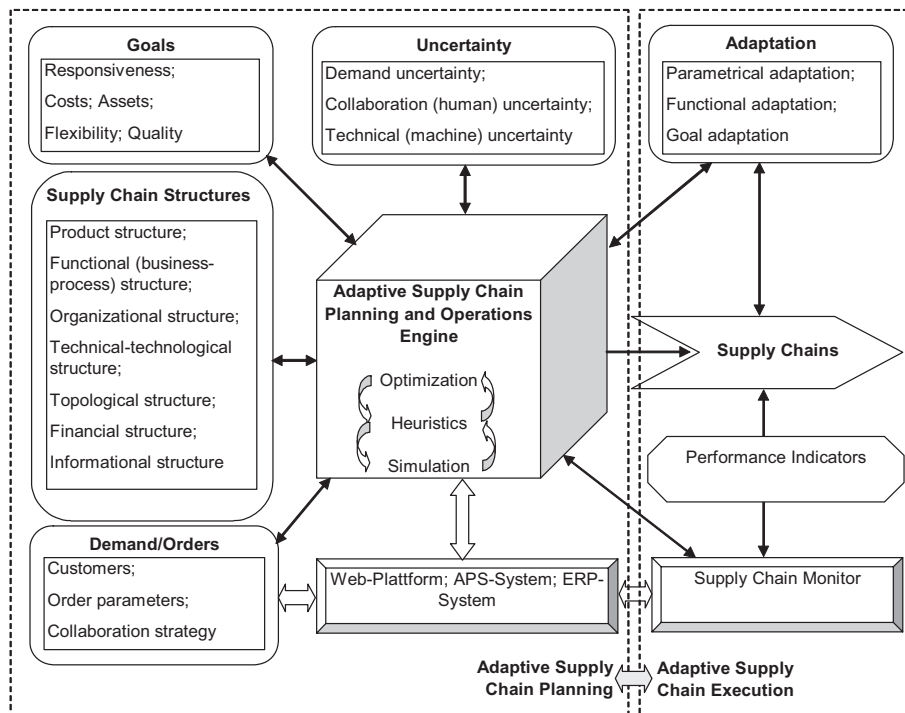 Goals
Responsiveness;
Costs; Assets;
Flexibility; Quality
Uncertainty
Demand uncertainty;
Collaboration (human) uncertainty;
Technical (machine) uncertainty
Adaptation
Parametrical adaptation;
Functional adaptation;
Goal adaptation
Supply Chain Structures
Product structure;
Functional (business-
process) structure;
Organizational structure;
Technical-technological
structure;
Topological structure;
Financial structure;
Informational structure
Adaptive Supply Chain
Planning and Operations
Engine
Optimization
Heuristics
Simulation
Supply Chains
Performance Indicators
Demand/Orders
Customers;
Order parameters;
Collaboration strategy
Web-Plattform; APS-System; ERP-
System
Supply Chain Monitor
Adaptive Supply
Chain Planning
Adaptive Supply
Chain Execution